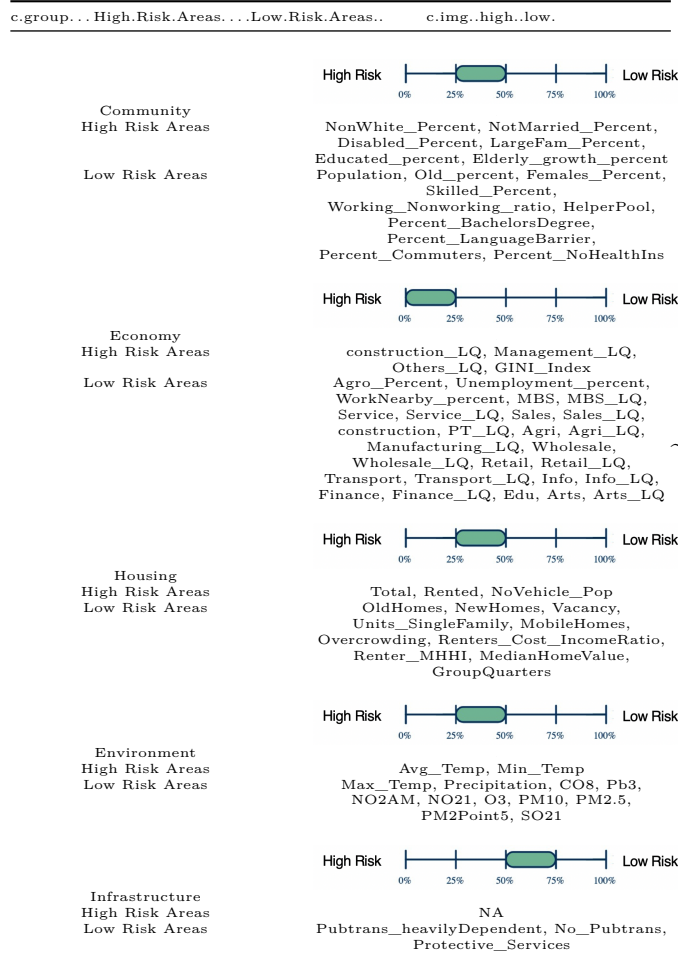 c.group...High.Risk.Areas....Low.Risk.Areas.. c.img..high..low.
High Risk Low Risk
0% 25% 50% 75% 100%
Community
High Risk Areas NonWhite_Percent, NotMarried_Percent,
Disabled_Percent, LargeFam_Percent,
Educated_percent, Elderly_growth_percent
Low Risk Areas Population, Old_percent, Females_Percent,
Skilled_Percent,
Working_Nonworking_ratio, HelperPool,
Percent_BachelorsDegree,
Percent_LanguageBarrier,
Percent_Commuters, Percent_NoHealthIns
High Risk Low Risk
0% 25% 50% 75% 100%
Economy
High Risk Areas construction_LQ, Management_LQ,
Others_LQ, GINI_Index
Low Risk Areas Agro_Percent, Unemployment_percent,
WorkNearby_percent, MBS, MBS_LQ,
Service, Service_LQ, Sales, Sales_LQ,
construction, PT_LQ, Agri, Agri_LQ,
Manufacturing_LQ, Wholesale,
Wholesale_LQ, Retail, Retail_LQ,
Transport, Transport_LQ, Info, Info_LQ,
Finance, Finance_LQ, Edu, Arts, Arts_LQ
High Risk Low Risk
0% 25% 50% 75% 100%
Housing
High Risk Areas Total, Rented, NoVehicle_Pop
Low Risk Areas OldHomes, NewHomes, Vacancy,
Units_SingleFamily, MobileHomes,
Overcrowding, Renters_Cost_IncomeRatio,
Renter_MHHI, MedianHomeValue,
GroupQuarters
High Risk Low Risk
0% 25% 50% 75% 100%
Environment
High Risk Areas Avg_Temp, Min_Temp
Low Risk Areas Max_Temp, Precipitation, CO8, Pb3,
NO2AM, NO21, O3, PM10, PM2.5,
PM2Point5, SO21
High Risk Low Risk
0% 25% 50% 75% 100%
Infrastructure
High Risk Areas NA
Low Risk Areas Pubtrans_heavilyDependent, No_Pubtrans,
Protective_Services